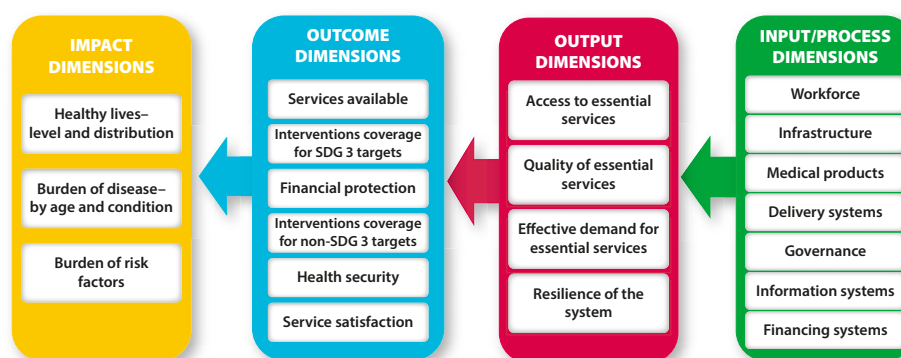 IMPACT
DIMENSIONS
Healthy lives–
level and distribution
Burden of disease–
by age and condition
Burden of risk
factors
OUTCOME
DIMENSIONS
Services available
Interventions coverage
for SDG 3 targets
Financial protection
Interventions coverage
for non-SDG 3 targets
Health security
Service satisfaction
OUTPUT
DIMENSIONS
Access to essential
services
Quality of essential
services
Effective demand for
essential services
Resilience of the
system
INPUT/PROCESS
DIMENSIONS
Workforce
Infrastructure
Medical products
Delivery systems
Governance
Information systems
Financing systems